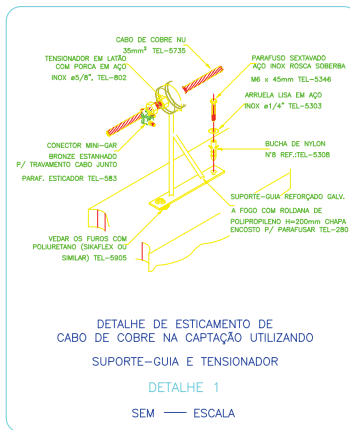 CABO DE COBRE NU
35mm² TEL-5735
TENSIONADOR EM LATÃO
COM PORCA EM AÇO
INOX ø5/8", TEL-802
PARAFUSO SEXTAVADO
AÇO INOX ROSCA SOBERBA
M6 x 45mm TEL-5346
ARRUELA LISA EM AÇO
INOX ø1/4" TEL-5303
CONECTOR MINI-GAR
BRONZE ESTANHADO
P/ TRAVAMENTO CABO JUNTO
PARAF. ESTICADOR TEL-583
BUCHA DE NYLON
N'8 REF.:TEL-5308
SUPORTE-GUIA REFORÇADO GALV.
A FOGO COM ROLDANA DE
POLIPROPILENO H=200mm CHAPA
ENCOSTO P/ PARAFUSAR TEL-280
VEDAR OS FUROS COM
POLIURETANO (SIKAFLEX OU
SIMILAR) TEL-5905
DETALHE DE ESTICAMENTO DE
CABO DE COBRE NA CAPTAÇÃO UTILIZANDO
SUPORTE-GUIA E TENSIONADOR
DETALHE 1
SEM — ESCALA